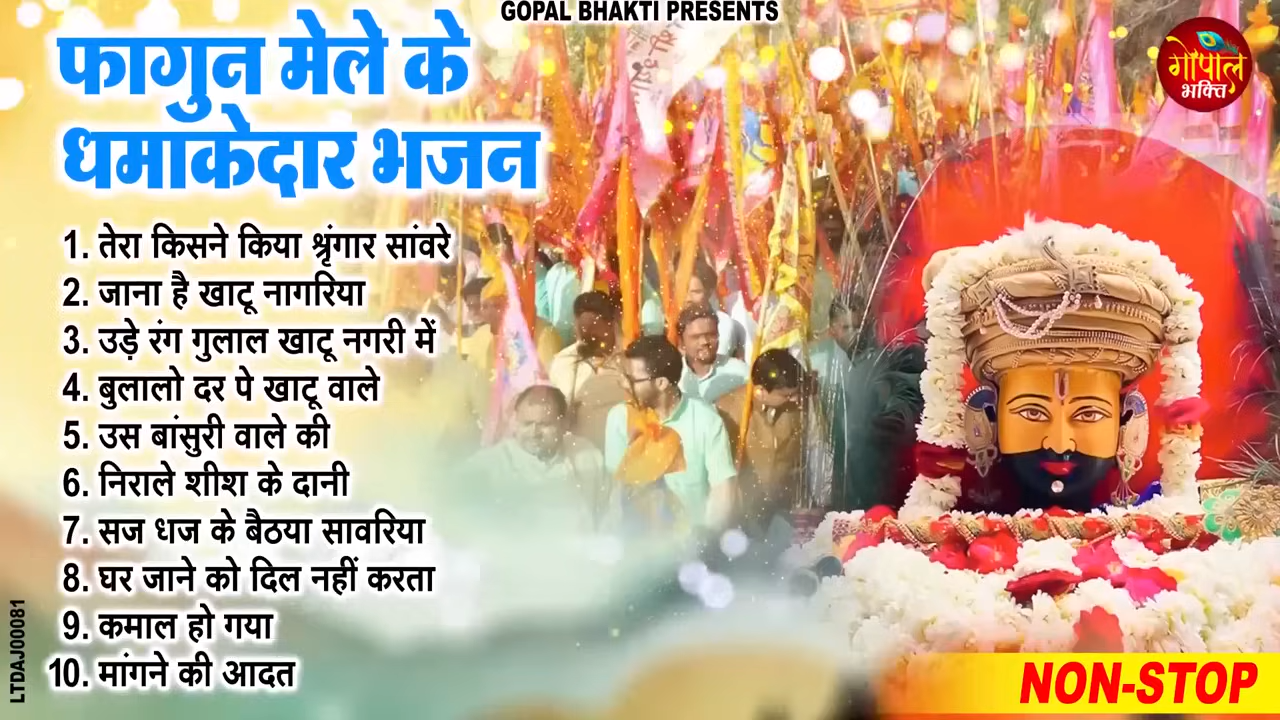 GOPAL BHAKTI PRESENTS
फागुन मेले के
धमाकेदार भजन
गोपाल
भक्ति
1. तेरा किसने किया श्रृंगार सांवरे
2. जाना है खाटू नागरिया
3. उड़े रंग गुलाल खाटू नगरी में
4. बुलालो दर पे खाटू वाले
5. उस बांसुरी वाले की
6. निराले शीश के दानी
7. सज धज के बैठया सावरिया
8. घर जाने को दिल नहीं करता
9. कमाल हो गया
10. मांगने की आदत
LTDAJ00081
NON-STOP